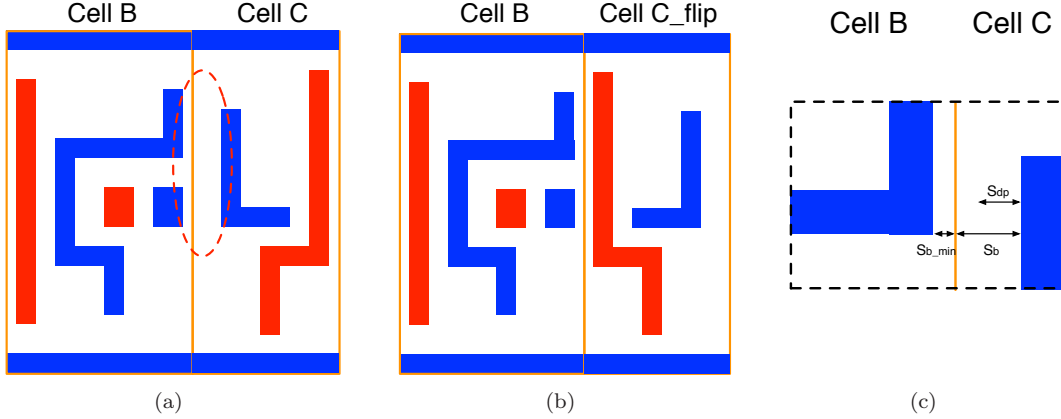 Cell B Cell C
Cell B Cell C_flip
Cell B Cell C
Sdp
Sb_min Sb
(a) (b) (c)